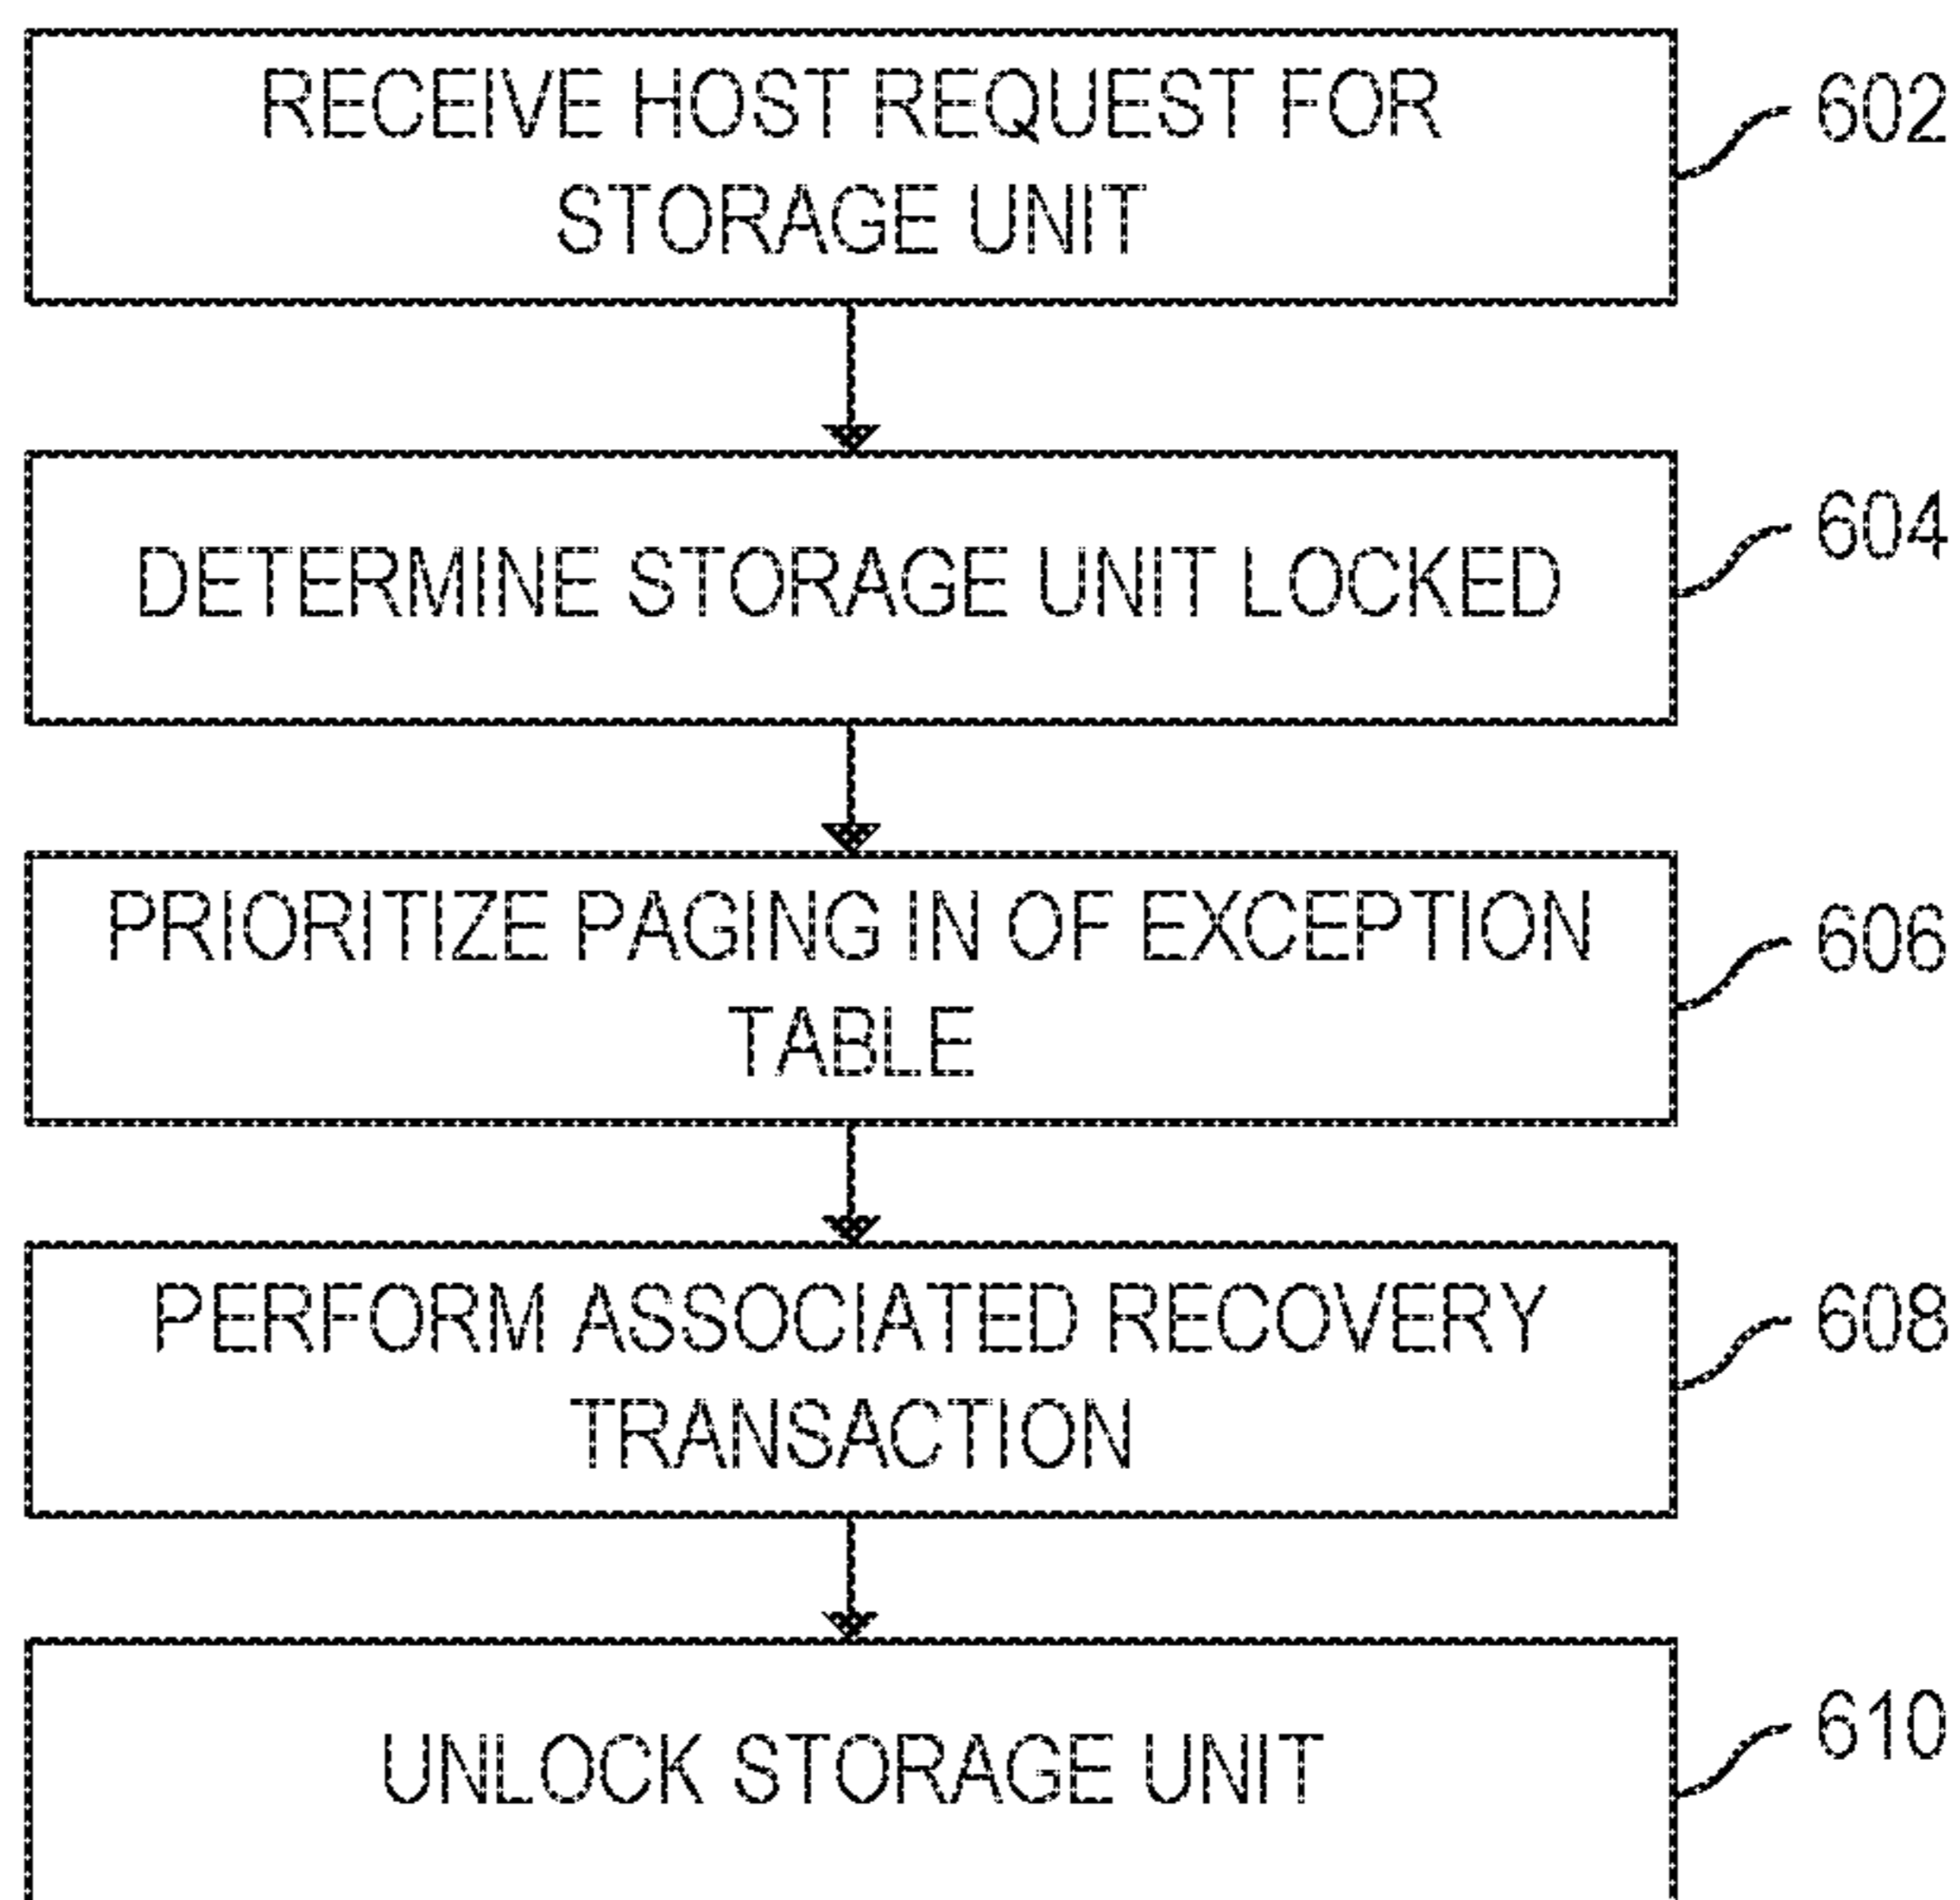 RECEIVE HOST REQUEST FOR
STORAGE UNIT
602
DETERMINE STORAGE UNIT LOCKED
604
PRIORITIZE PAGING IN OF EXCEPTION
TABLE
606
PERFORM ASSOCIATED RECOVERY
TRANSACTION
608
UNLOCK STORAGE UNIT
610